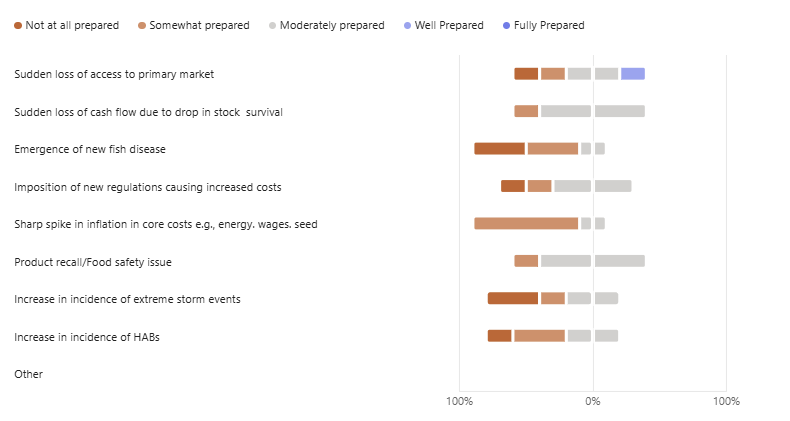 Not at all prepared Somewhat prepared Moderately prepared Well Prepared Fully Prepared
Sudden loss of access to primary market
Sudden loss of cash flow due to drop in stock survival
Emergence of new fish disease
Imposition of new regulations causing increased costs
Sharp spike in inflation in core costs e.g., energy. wages. seed
Product recall/Food safety issue
Increase in incidence of extreme storm events
Increase in incidence of HABs
Other
100% 0% 100%